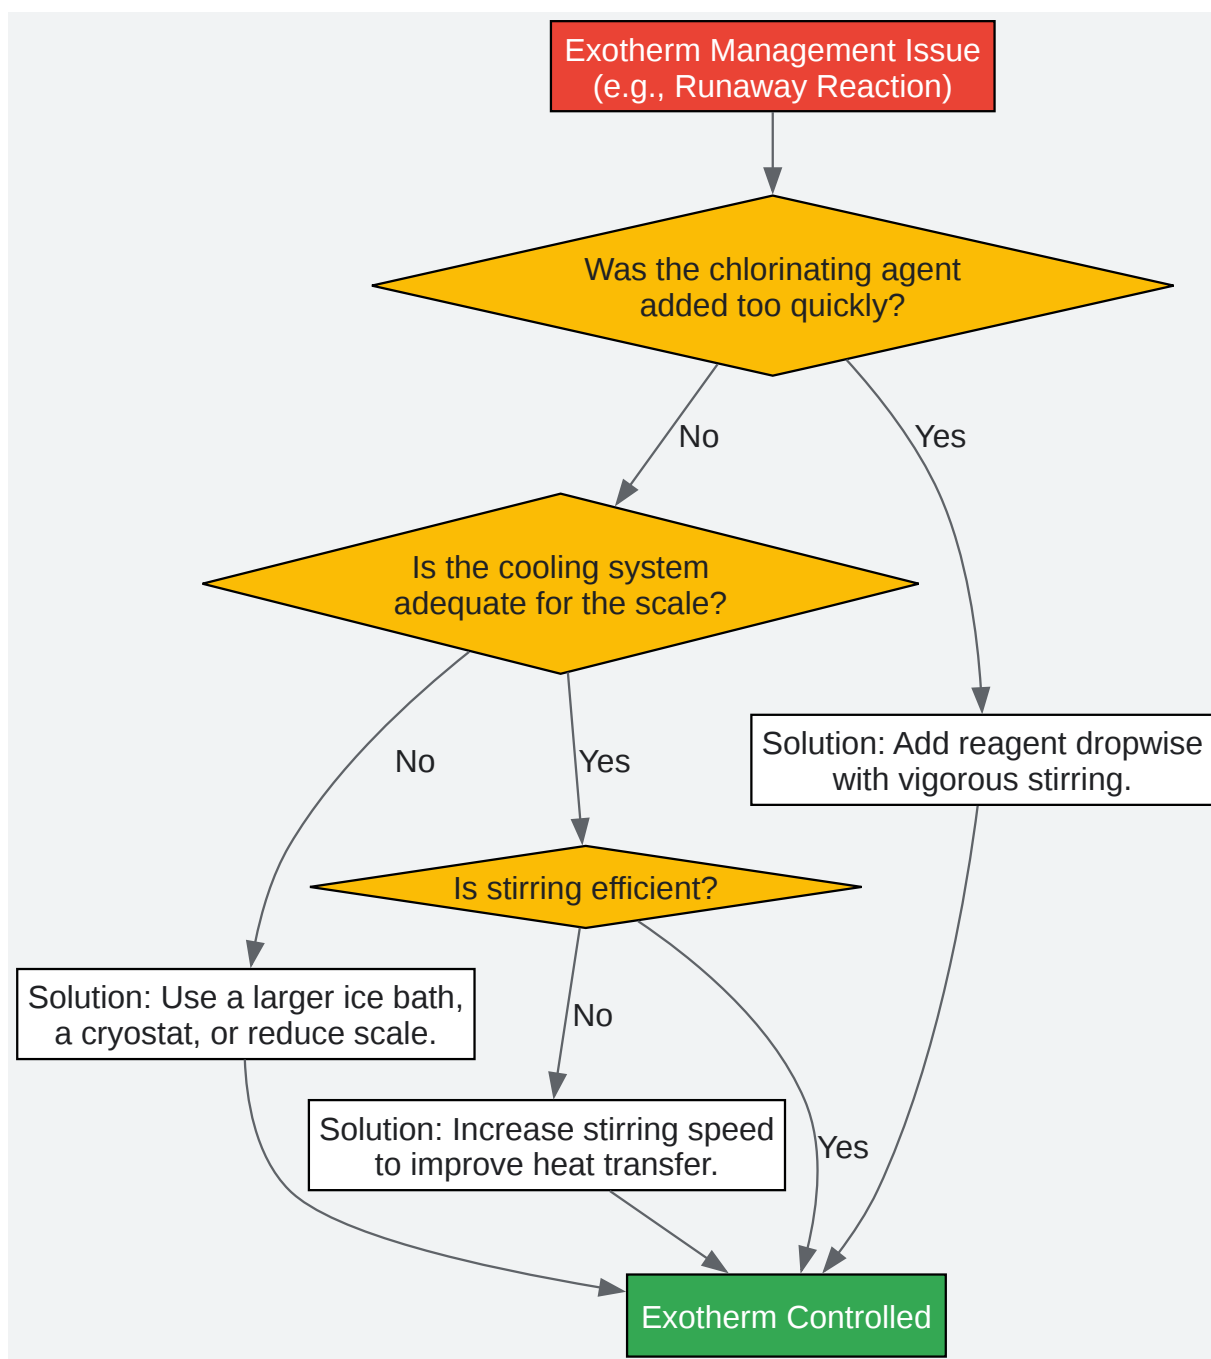 Exotherm Management Issue
(e.g., Runaway Reaction)
Was the chlorinating agent
added too quickly?
No
Yes
Is the cooling system
adequate for the scale?
No
Yes
Solution: Add reagent dropwise
with vigorous stirring.
Is stirring efficient?
Solution: Use a larger ice bath,
a cryostat, or reduce scale.
No
Solution: Increase stirring speed
to improve heat transfer.
Yes
Exotherm Controlled